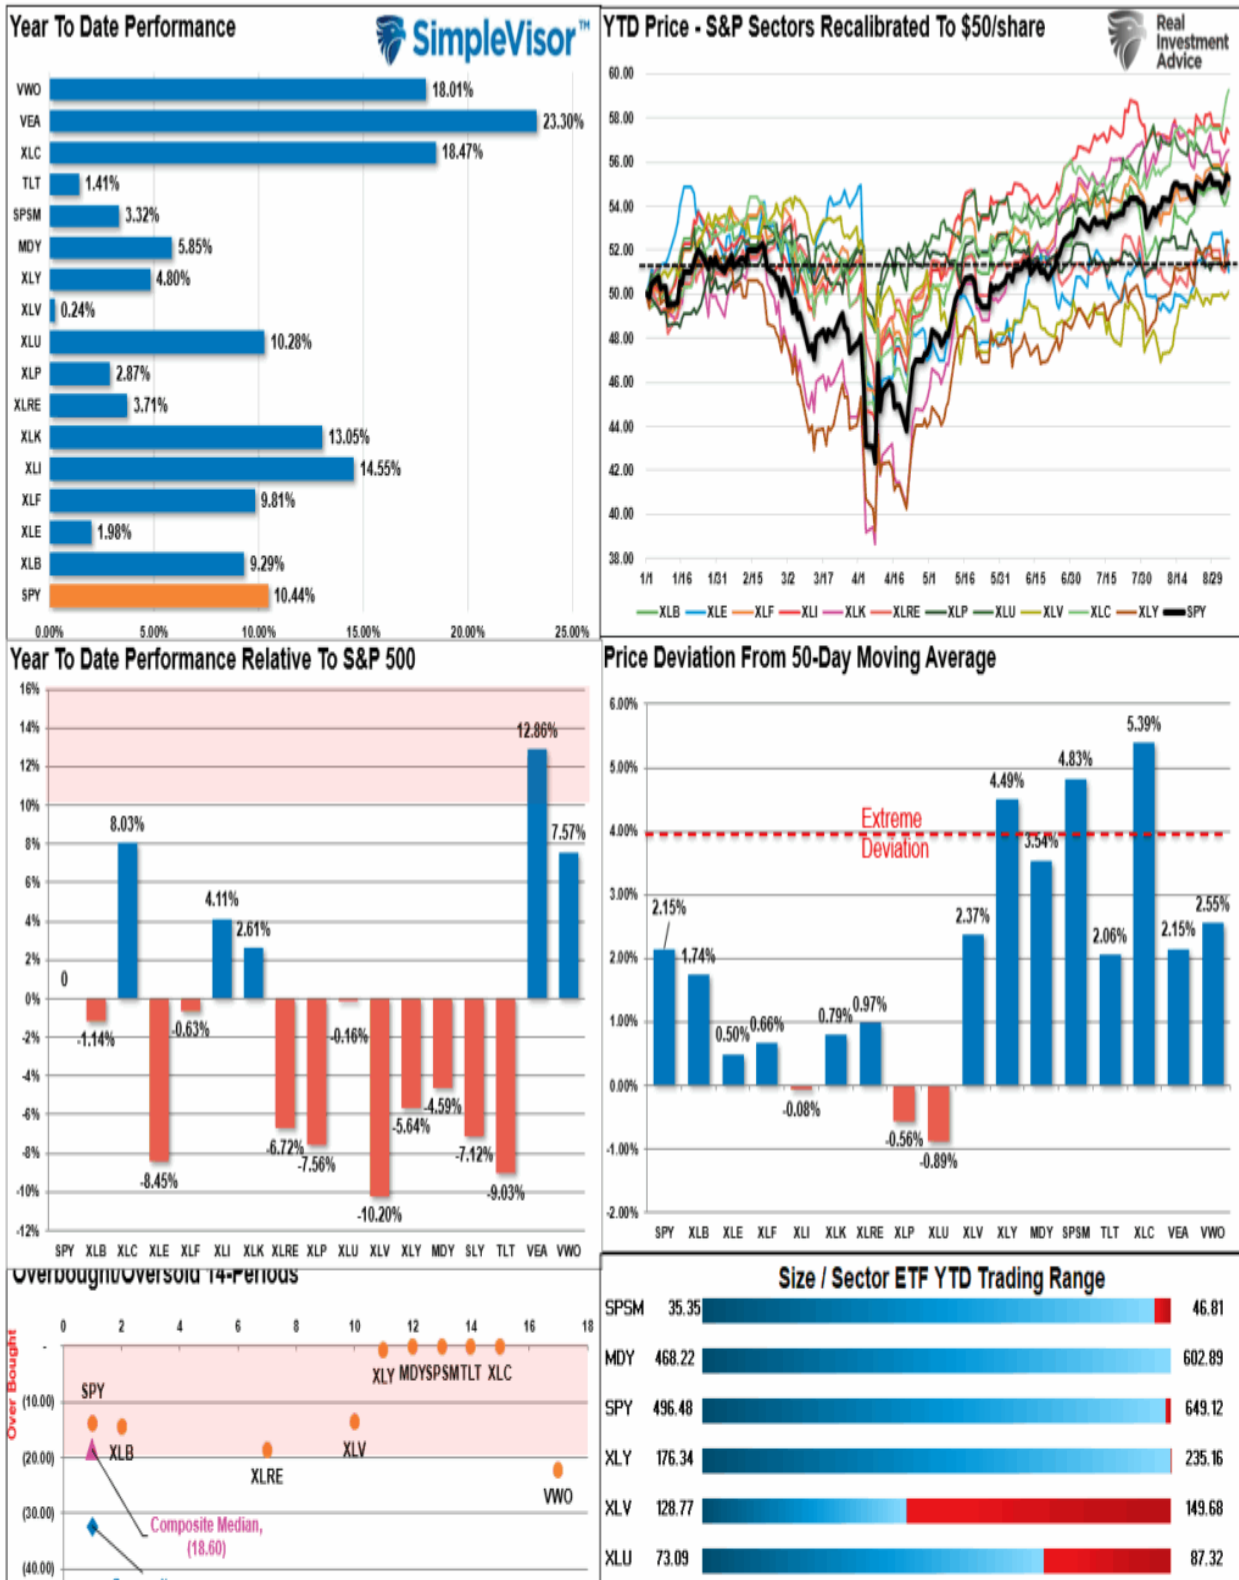 Year To Date Performance
SimpleVisor™
VWO
18.01%
VEA
23.30%
XLC
18.47%
TLT
1.41%
SPSM
3.32%
MDY
5.85%
XLY
4.80%
XLV
0.24%
XLU
10.28%
XLP
2.87%
XLRE
3.71%
XLK
13.05%
XLI
14.55%
XLF
9.81%
XLE
1.98%
XLB
9.29%
SPY
10.44%
0.00% 5.00% 10.00% 15.00% 20.00% 25.00%
YTD Price - S&P Sectors Recalibrated To $50/share
Real
Investment
Advice
60.00
58.00
56.00
54.00
52.00
50.00
48.00
46.00
44.00
42.00
40.00
38.00
1/1 1/16 1/31 2/15 3/2 3/17 4/1 4/16 5/1 5/16 5/31 6/15 6/30 7/15 7/30 8/14 8/29
XLB XLE XLF XLI XLK XLRE XLP XLU XLV XLC XLY SPY
Year To Date Performance Relative To S&P 500
16%
14%
12%
10%
8%
6%
4%
2%
0%
-2%
-4%
-6%
-8%
-10%
-12%
0
-1.14%
8.03%
-8.45%
-0.63%
4.11%
2.61%
-6.72%
-7.56%
-0.16%
-10.20%
-5.64%
-4.59%
-7.12%
-9.03%
12.86%
7.57%
SPY XLB XLC XLE XLF XLI XLK XLRE XLP XLU XLV XLY MDY SLY TLT VEA VWO
Price Deviation From 50-Day Moving Average
6.00%
5.00%
4.00%
3.00%
2.00%
1.00%
0.00%
-1.00%
-2.00%
Extreme
Deviation
2.15%
1.74%
0.50%
0.66%
-0.08%
0.79%
0.97%
-0.56%
-0.89%
2.37%
4.49%
3.54%
4.83%
2.06%
5.39%
2.15%
2.55%
SPY XLB XLE XLF XLI XLK XLRE XLP XLU XLV XLY MDY SPSM TLT XLC VEA VWO
Overbought/Oversold 14-Periods
0 2 4 6 8 10 12 14 16 18
-
(10.00)
(20.00)
(30.00)
(40.00)
Over Bought
XLY MDY SPSM TLT XLC
SPY
XLB
XLRE
XLV
VWO
Composite Median,
(18.60)
Size / Sector ETF YTD Trading Range
SPSM 35.35 46.81
MDY 468.22 602.89
SPY 496.48 649.12
XLY 176.34 235.16
XLV 128.77 149.68
XLU 73.09 87.32